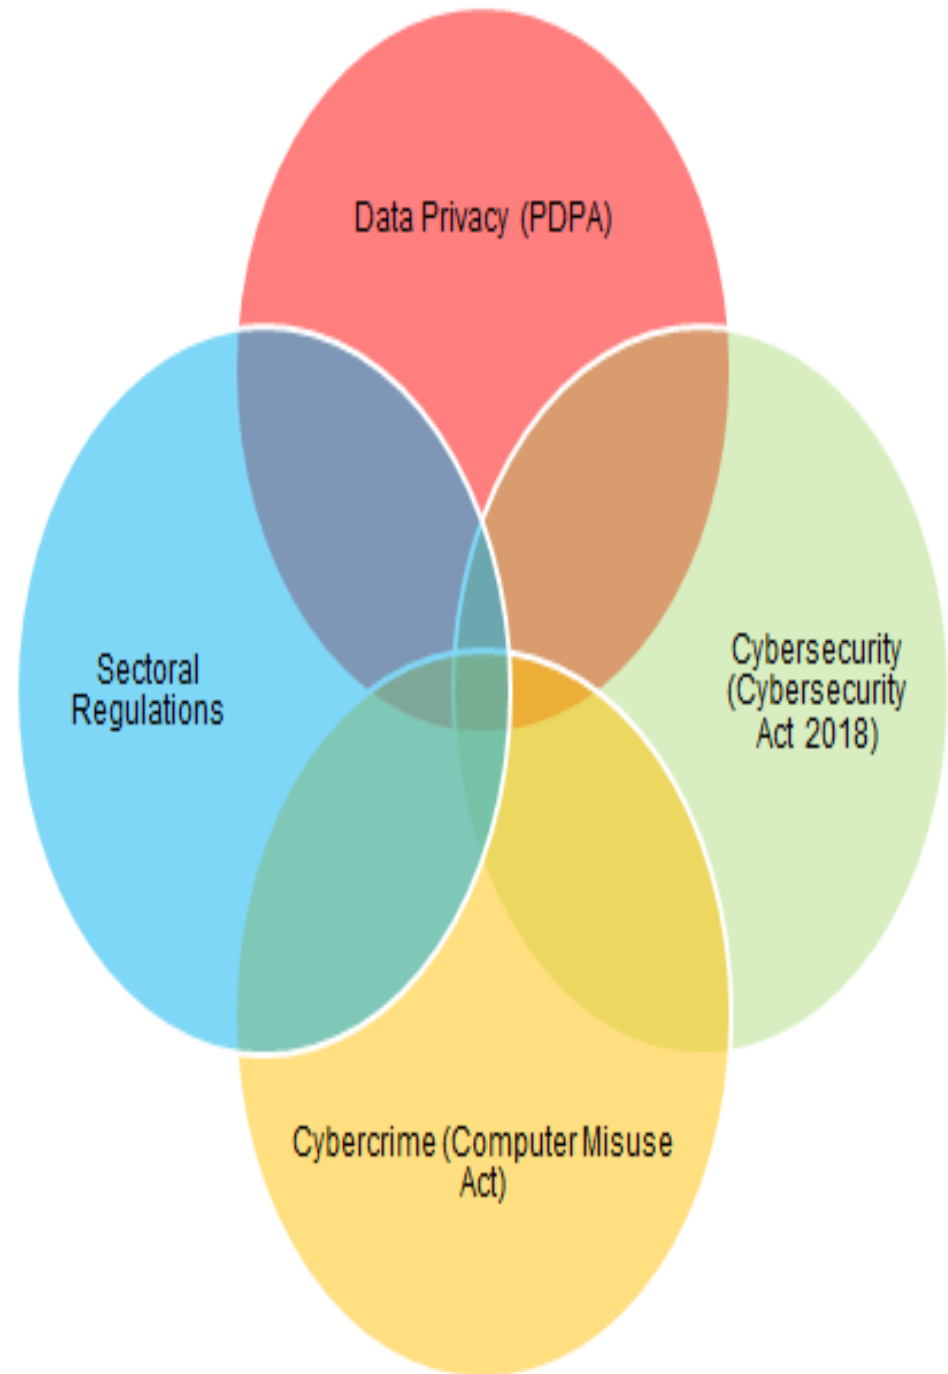 Data Privacy (PDPA)
Sectoral
Regulations
Cybersecurity
(Cybersecurity
Act 2018)
Cybercrime (Computer Misuse
Act)